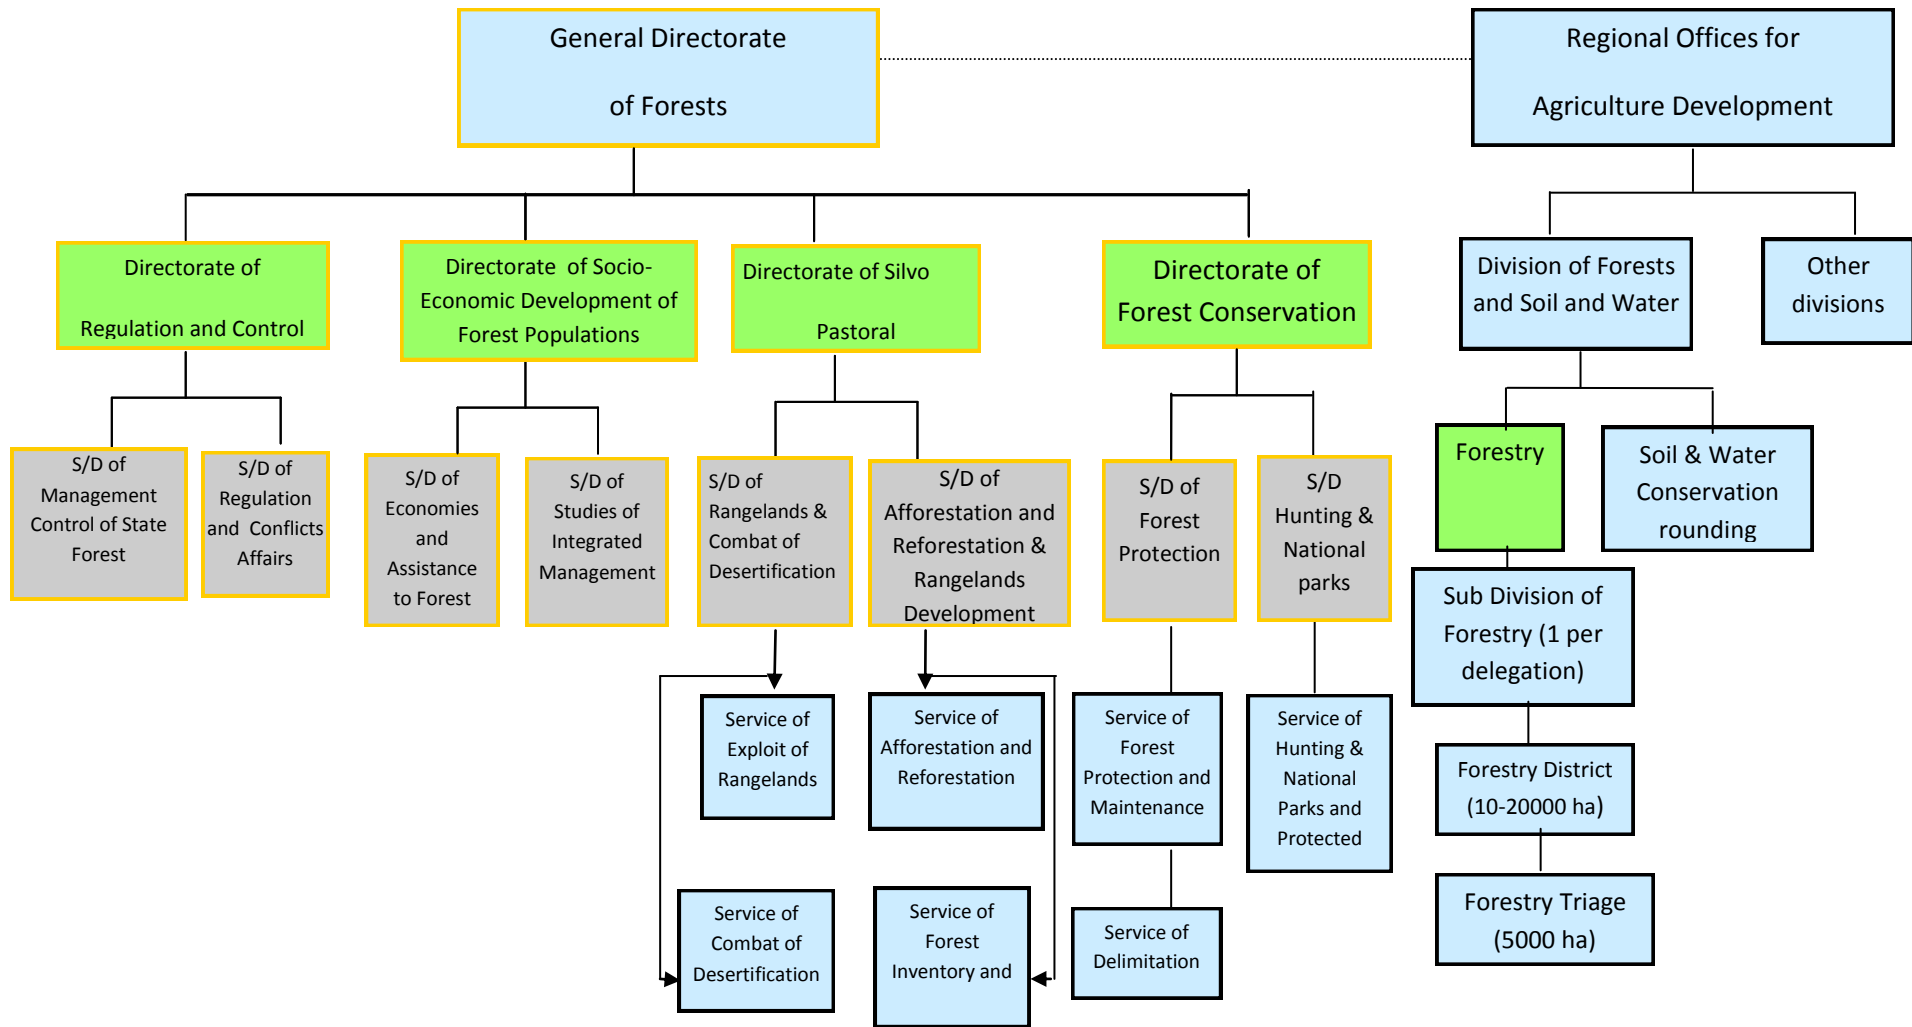 General Directorate
of Forests
Regional Offices for
Agriculture Development
Directorate of
Regulation and Control
Directorate of Socio-
Economic Development of
Forest Populations
Directorate of Silvo
Pastoral
Directorate of
Forest Conservation
Division of Forests
and Soil and Water
Other
divisions
S/D of
Management
Control of State
Forest
S/D of
Regulation
and Conflicts
Affairs
S/D of
Economies
and
Assistance
to Forest
S/D of
Studies of
Integrated
Management
S/D of
Rangelands &
Combat of
Desertification
S/D of
Afforestation and
Reforestation &
Rangelands
Development
S/D of
Forest
Protection
S/D
Hunting &
National
parks
Forestry
Soil & Water
Conservation
rounding
Sub Division of
Forestry (1 per
delegation)
Service of
Exploit of
Rangelands
Service of
Afforestation and
Reforestation
Service of
Forest
Protection and
Maintenance
Service of
Hunting &
National
Parks and
Protected
Forestry District
(10-20000 ha)
Service of
Combat of
Desertification
Service of
Forest
Inventory and
Service of
Delimitation
Forestry Triage
(5000 ha)